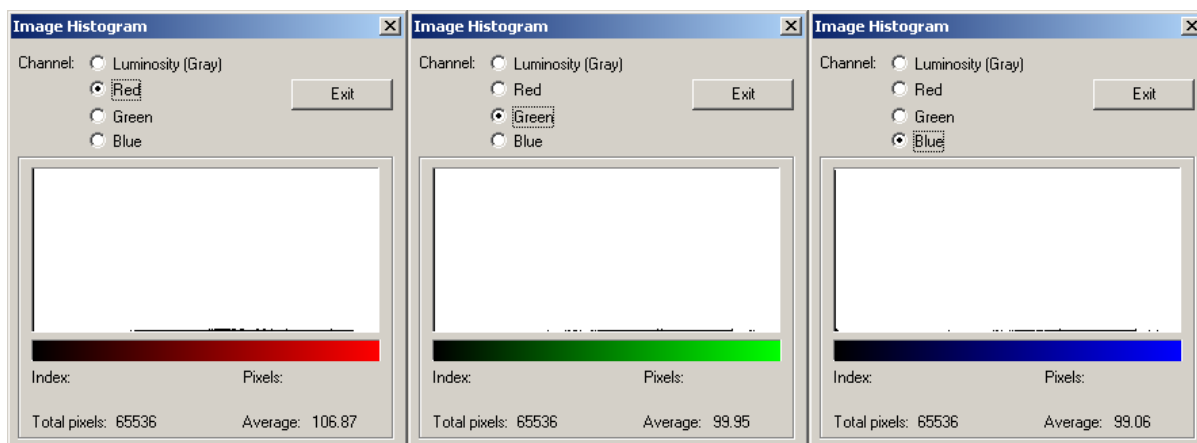 Image Histogram
Channel: Luminosity (Gray)
Red
Exit
Green
Blue
Index: Pixels:
Total pixels: 65536 Average: 106.87
Image Histogram
Channel: Luminosity (Gray)
Red
Exit
Green
Blue
Index: Pixels:
Total pixels: 65536 Average: 99.95
Image Histogram
Channel: Luminosity (Gray)
Red
Exit
Green
Blue
Index: Pixels:
Total pixels: 65536 Average: 99.06